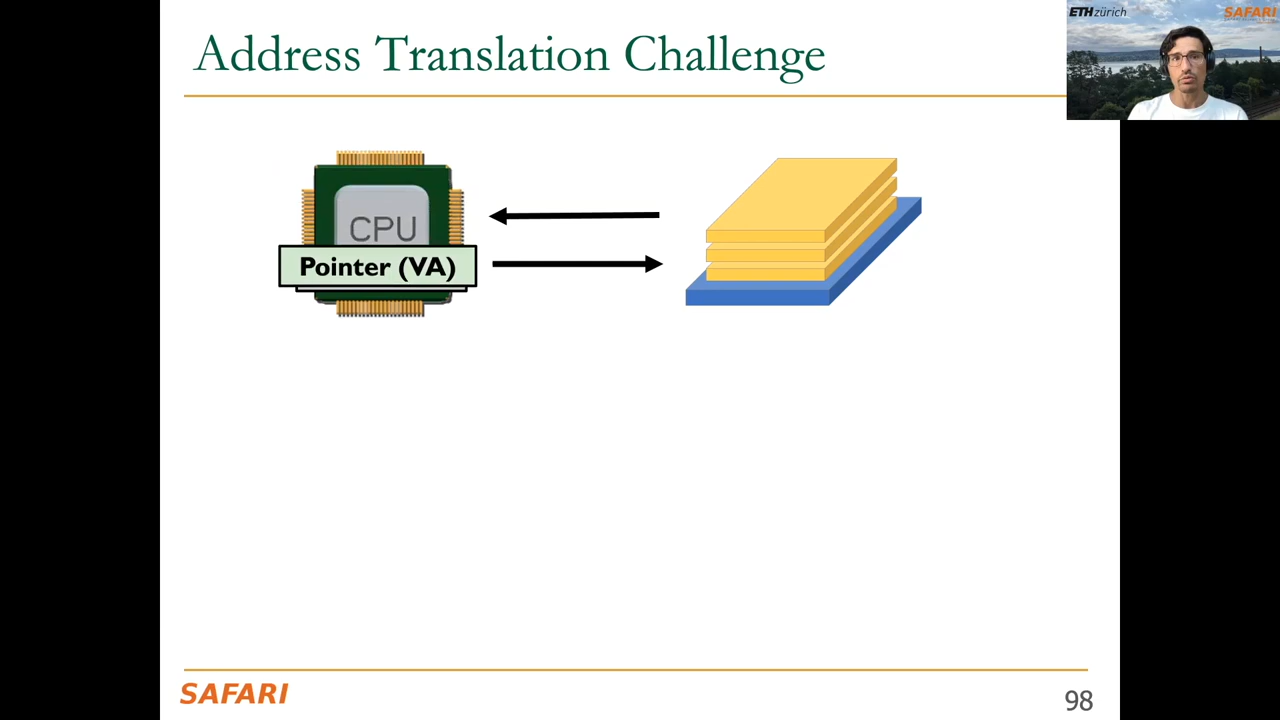 Address Translation Challenge
ETH zürich
SAFARI
CPU
Pointer (VA)
SAFARI
98